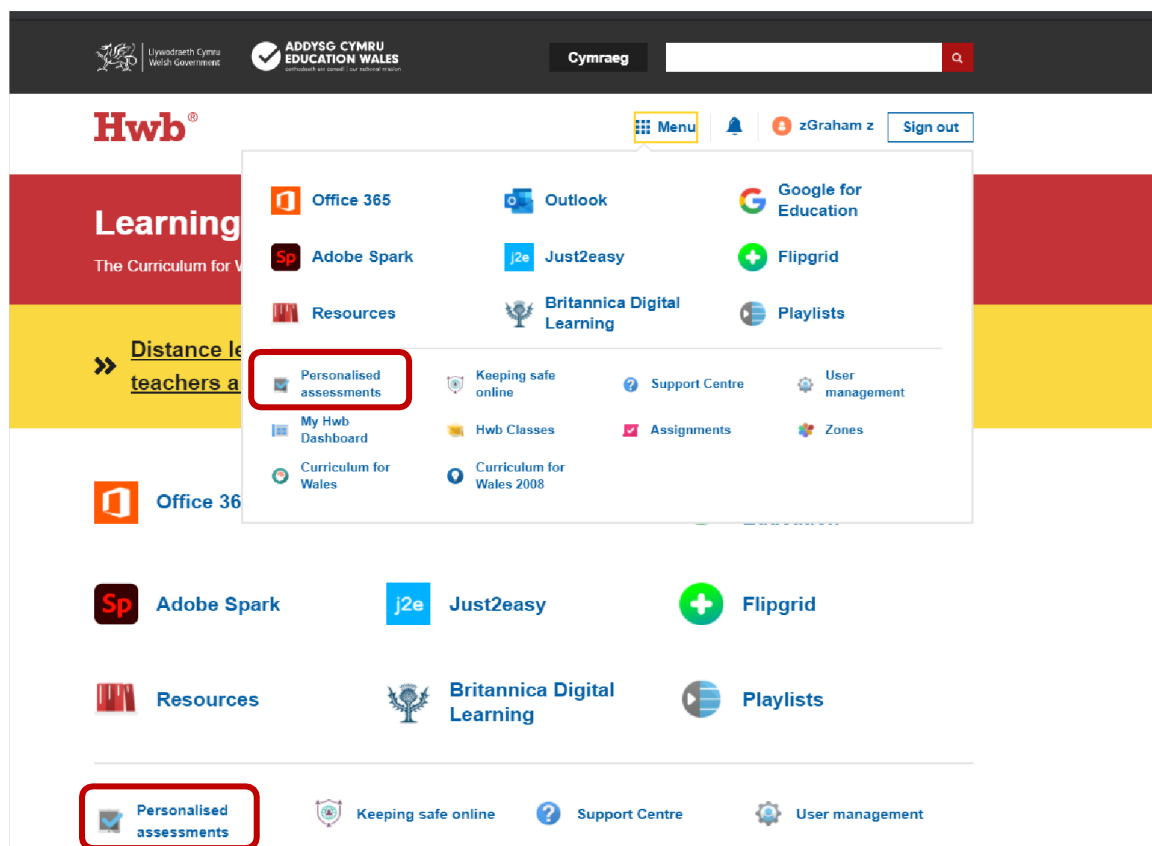 Llywodraeth Cymru
Welsh Government
ADDYSG CYMRU
EDUCATION WALES
Cymraeg
Hwb®
Menu
zGraham z
Sign out
Learning
The Curriculum for W
Distance le
teachers a
Office 365
Outlook
Google for
Education
Sp
Adobe Spark
j2e
Just2easy
Flipgrid
Resources
Britannica Digital
Learning
Playlists
Personalised
assessments
Keeping safe
online
Support Centre
User
management
My Hwb
Dashboard
Hwb Classes
Assignments
Zones
Curriculum for
Wales
Curriculum for
Wales 2008
Office 36
Sp
Adobe Spark
j2e
Just2easy
Flipgrid
Resources
Britannica Digital
Learning
Playlists
Personalised
assessments
Keeping safe online
Support Centre
User management